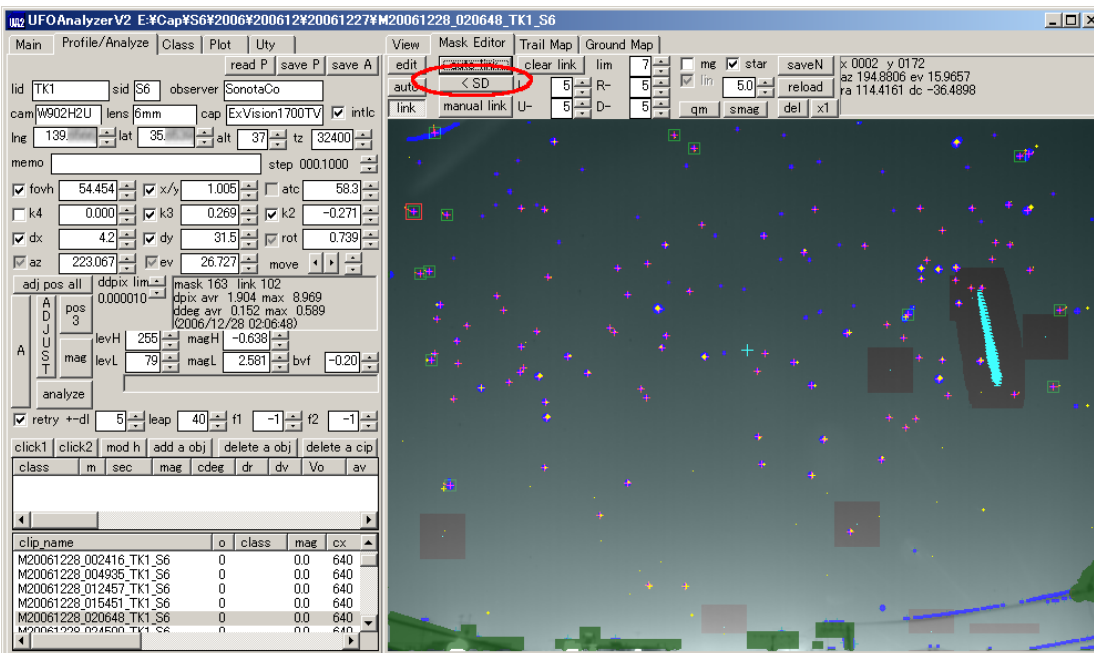 UA2 UFOAnalyzerV2 E:¥Cap¥S6¥2006¥200612¥20061227¥M20061228_020648_TK1_S6
Main Profile/Analyze Class Plot Uty
read P save P save A
lid TK1 sid S6 observer SonotaCo
cam W902H2U lens 6mm cap ExVision1700TV intlc
lng 139. lat 35. alt 37 tz 32400
memo step 000.1000
fovh 54.454 x/y 1.005 atc 58.3
k4 0.000 k3 0.269 k2 -0.271
dx 4.2 dy 31.5 rot 0.739
az 223.067 ev 26.727 move
adj pos all ddpix lim 0.000010
mask 163 link 102
dpix avr 1.904 max 8.969
ddeg avr 0.152 max 0.589
(2006/12/28 02:06:48)
A ADJUST pos 3 mag
levH 255 magH -0.638
levL 79 magL 2.581 bvf -0.20
analyze
retry +-dl 5 leap 40 f1 -1 f2 -1
click1 click2 mod h add a obj delete a obj delete a cip
class m sec mag cdeg dr dv Vo av
clip_name o class mag cx
M20061228_002416_TK1_S6 0 0.0 640
M20061228_004935_TK1_S6 0 0.0 640
M20061228_012457_TK1_S6 0 0.0 640
M20061228_015451_TK1_S6 0 0.0 640
M20061228_020648_TK1_S6 0 0.0 640
M20061228_024500_TK1_S6 0 0.0 640
View Mask Editor Trail Map Ground Map
edit auto link clear link lim 7 me star saveN
auto < SD 5 R- 5 lin 5.0 reload
link manual link U- 5 D- 5 qm smag del x1
x 0002 y 0172
az 194.8806 ev 15.9657
ra 114.4161 dc -36.4898